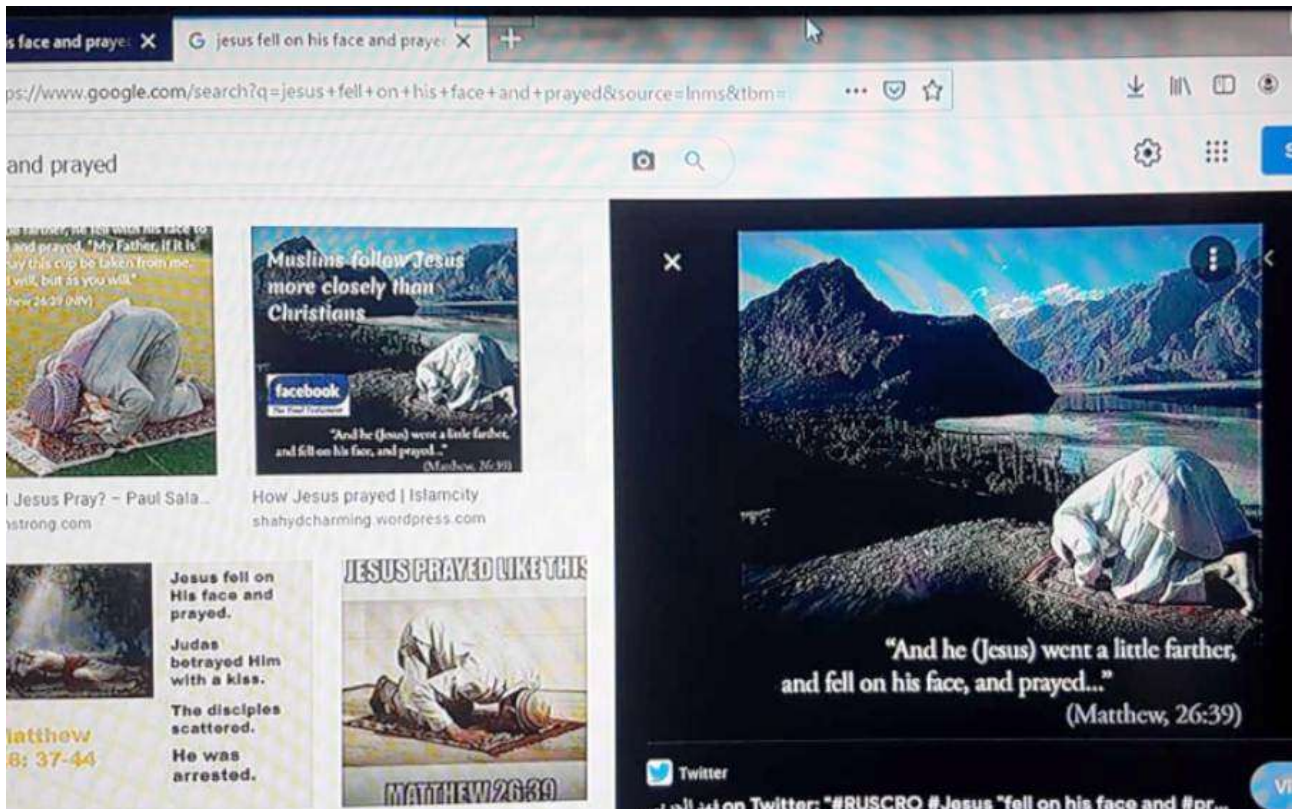 s face and praye
G jesus fell on his face and praye
ps://www.google.com/search?q=jesus+fell+on+his+face+and+prayed&source=lnms&tbm=
and prayed
and prayed, "My Father, if it is
ay this cup be taken from me.
will, but as you will."
hew 26:39 (NIV)
Jesus Pray? – Paul Sala...
nstrong.com
Muslims follow Jesus
more closely than
Christians
facebook
The Final Testament
"And he (Jesus) went a little farther,
and fell on his face, and prayed..."
(Matthew, 26:39)
How Jesus prayed | Islamcity
shahydcharming.wordpress.com
Jesus fell on
His face and
prayed.
Judas
betrayed Him
with a kiss.
The disciples
scattered.
He was
arrested.
atthew
6: 37-44
JESUS PRAYED LIKE THIS
MATTHEW 26:39
"And he (Jesus) went a little farther,
and fell on his face, and prayed..."
(Matthew, 26:39)
Twitter
on Twitter: "#RUSCRO #Jesus "fell on his face and #pr...